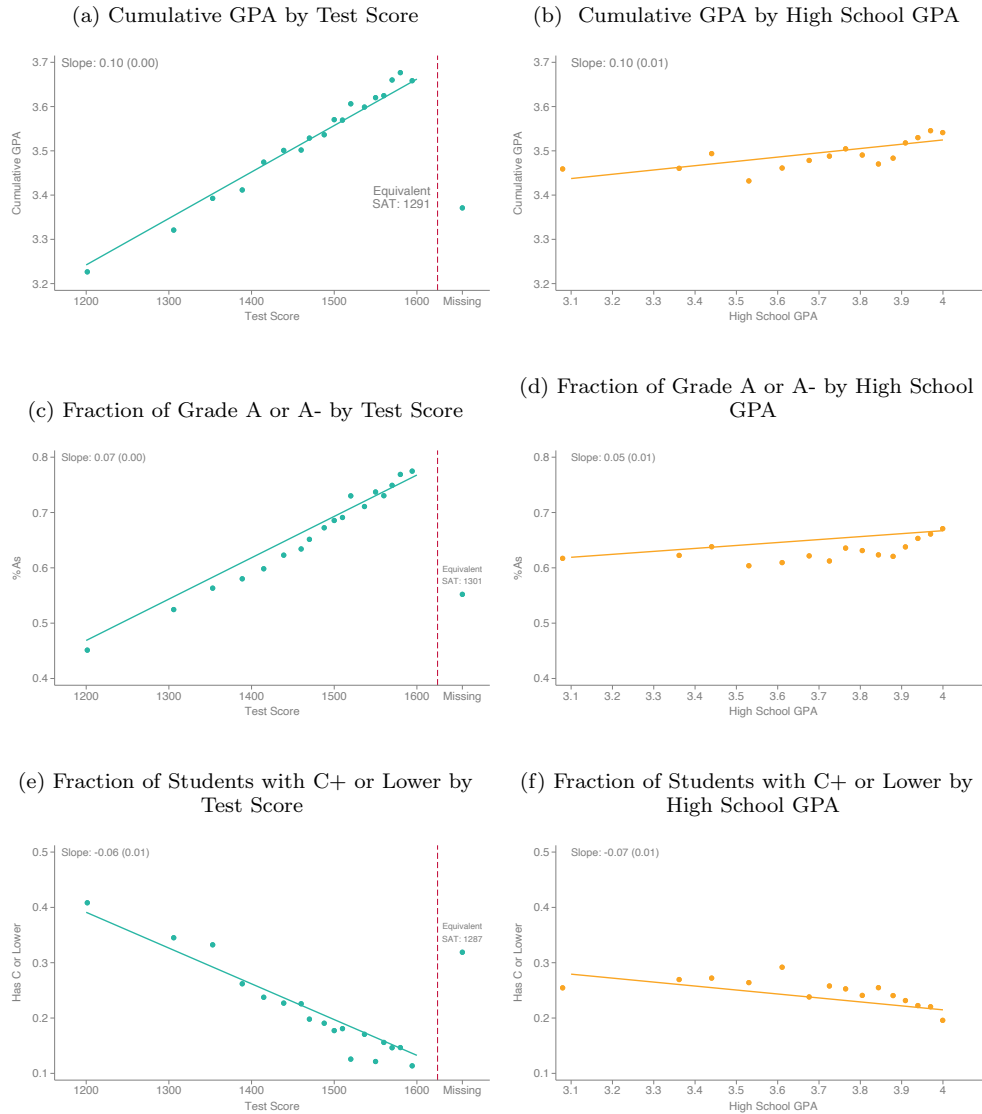 (a) Cumulative GPA by Test Score
Slope: 0.10 (0.00)
Cumulative GPA
3.7
3.6
3.5
3.4
3.3
3.2
Equivalent
SAT: 1291
1200 1300 1400 1500 1600 Missing
Test Score
(b) Cumulative GPA by High School GPA
Slope: 0.10 (0.01)
Cumulative GPA
3.7
3.6
3.5
3.4
3.3
3.2
3.1 3.2 3.3 3.4 3.5 3.6 3.7 3.8 3.9 4
High School GPA
(c) Fraction of Grade A or A- by Test Score
Slope: 0.07 (0.00)
%As
0.8
0.7
0.6
0.5
0.4
Equivalent
SAT: 1301
1200 1300 1400 1500 1600 Missing
Test Score
(d) Fraction of Grade A or A- by High School
GPA
Slope: 0.05 (0.01)
%As
0.8
0.7
0.6
0.5
0.4
3.1 3.2 3.3 3.4 3.5 3.6 3.7 3.8 3.9 4
High School GPA
(e) Fraction of Students with C+ or Lower by
Test Score
Slope: -0.06 (0.01)
Has C or Lower
0.5
0.4
0.3
0.2
0.1
Equivalent
SAT: 1287
1200 1300 1400 1500 1600 Missing
Test Score
(f) Fraction of Students with C+ or Lower by
High School GPA
Slope: -0.07 (0.01)
Has C or Lower
0.5
0.4
0.3
0.2
0.1
3.1 3.2 3.3 3.4 3.5 3.6 3.7 3.8 3.9 4
High School GPA